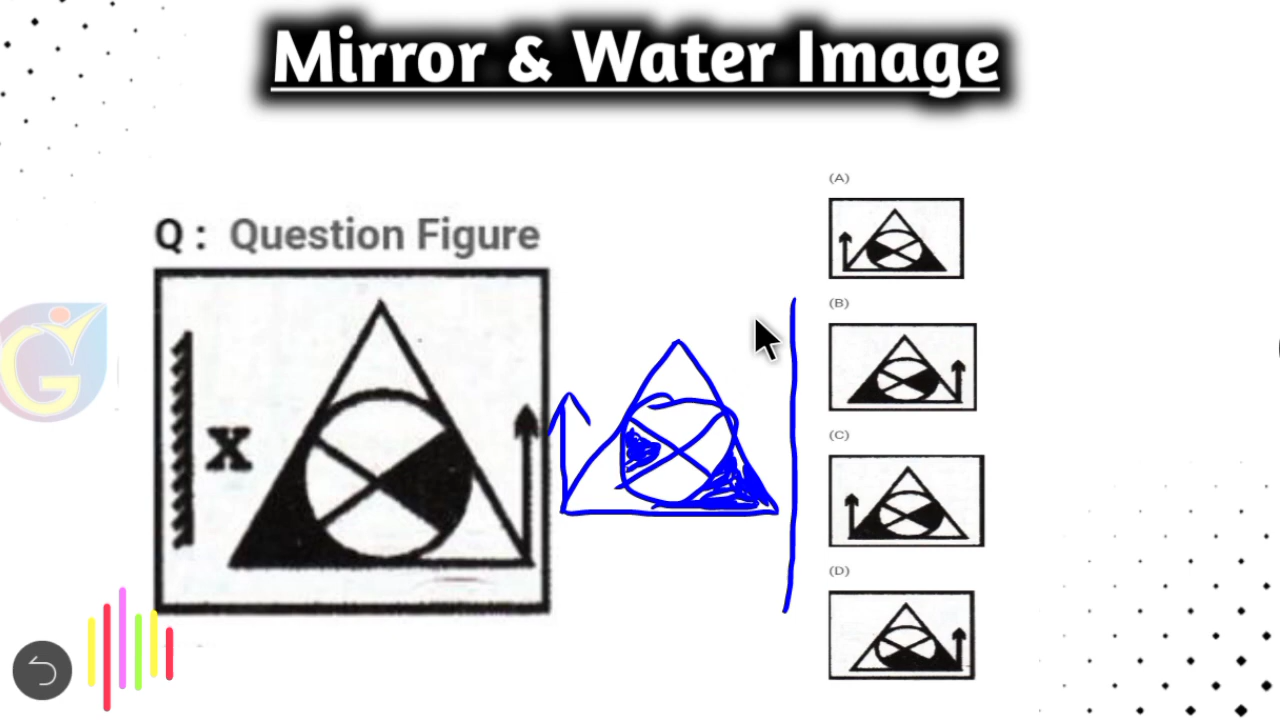 Mirror & Water Image
Q : Question Figure
X
(A)
(B)
(C)
(D)
G